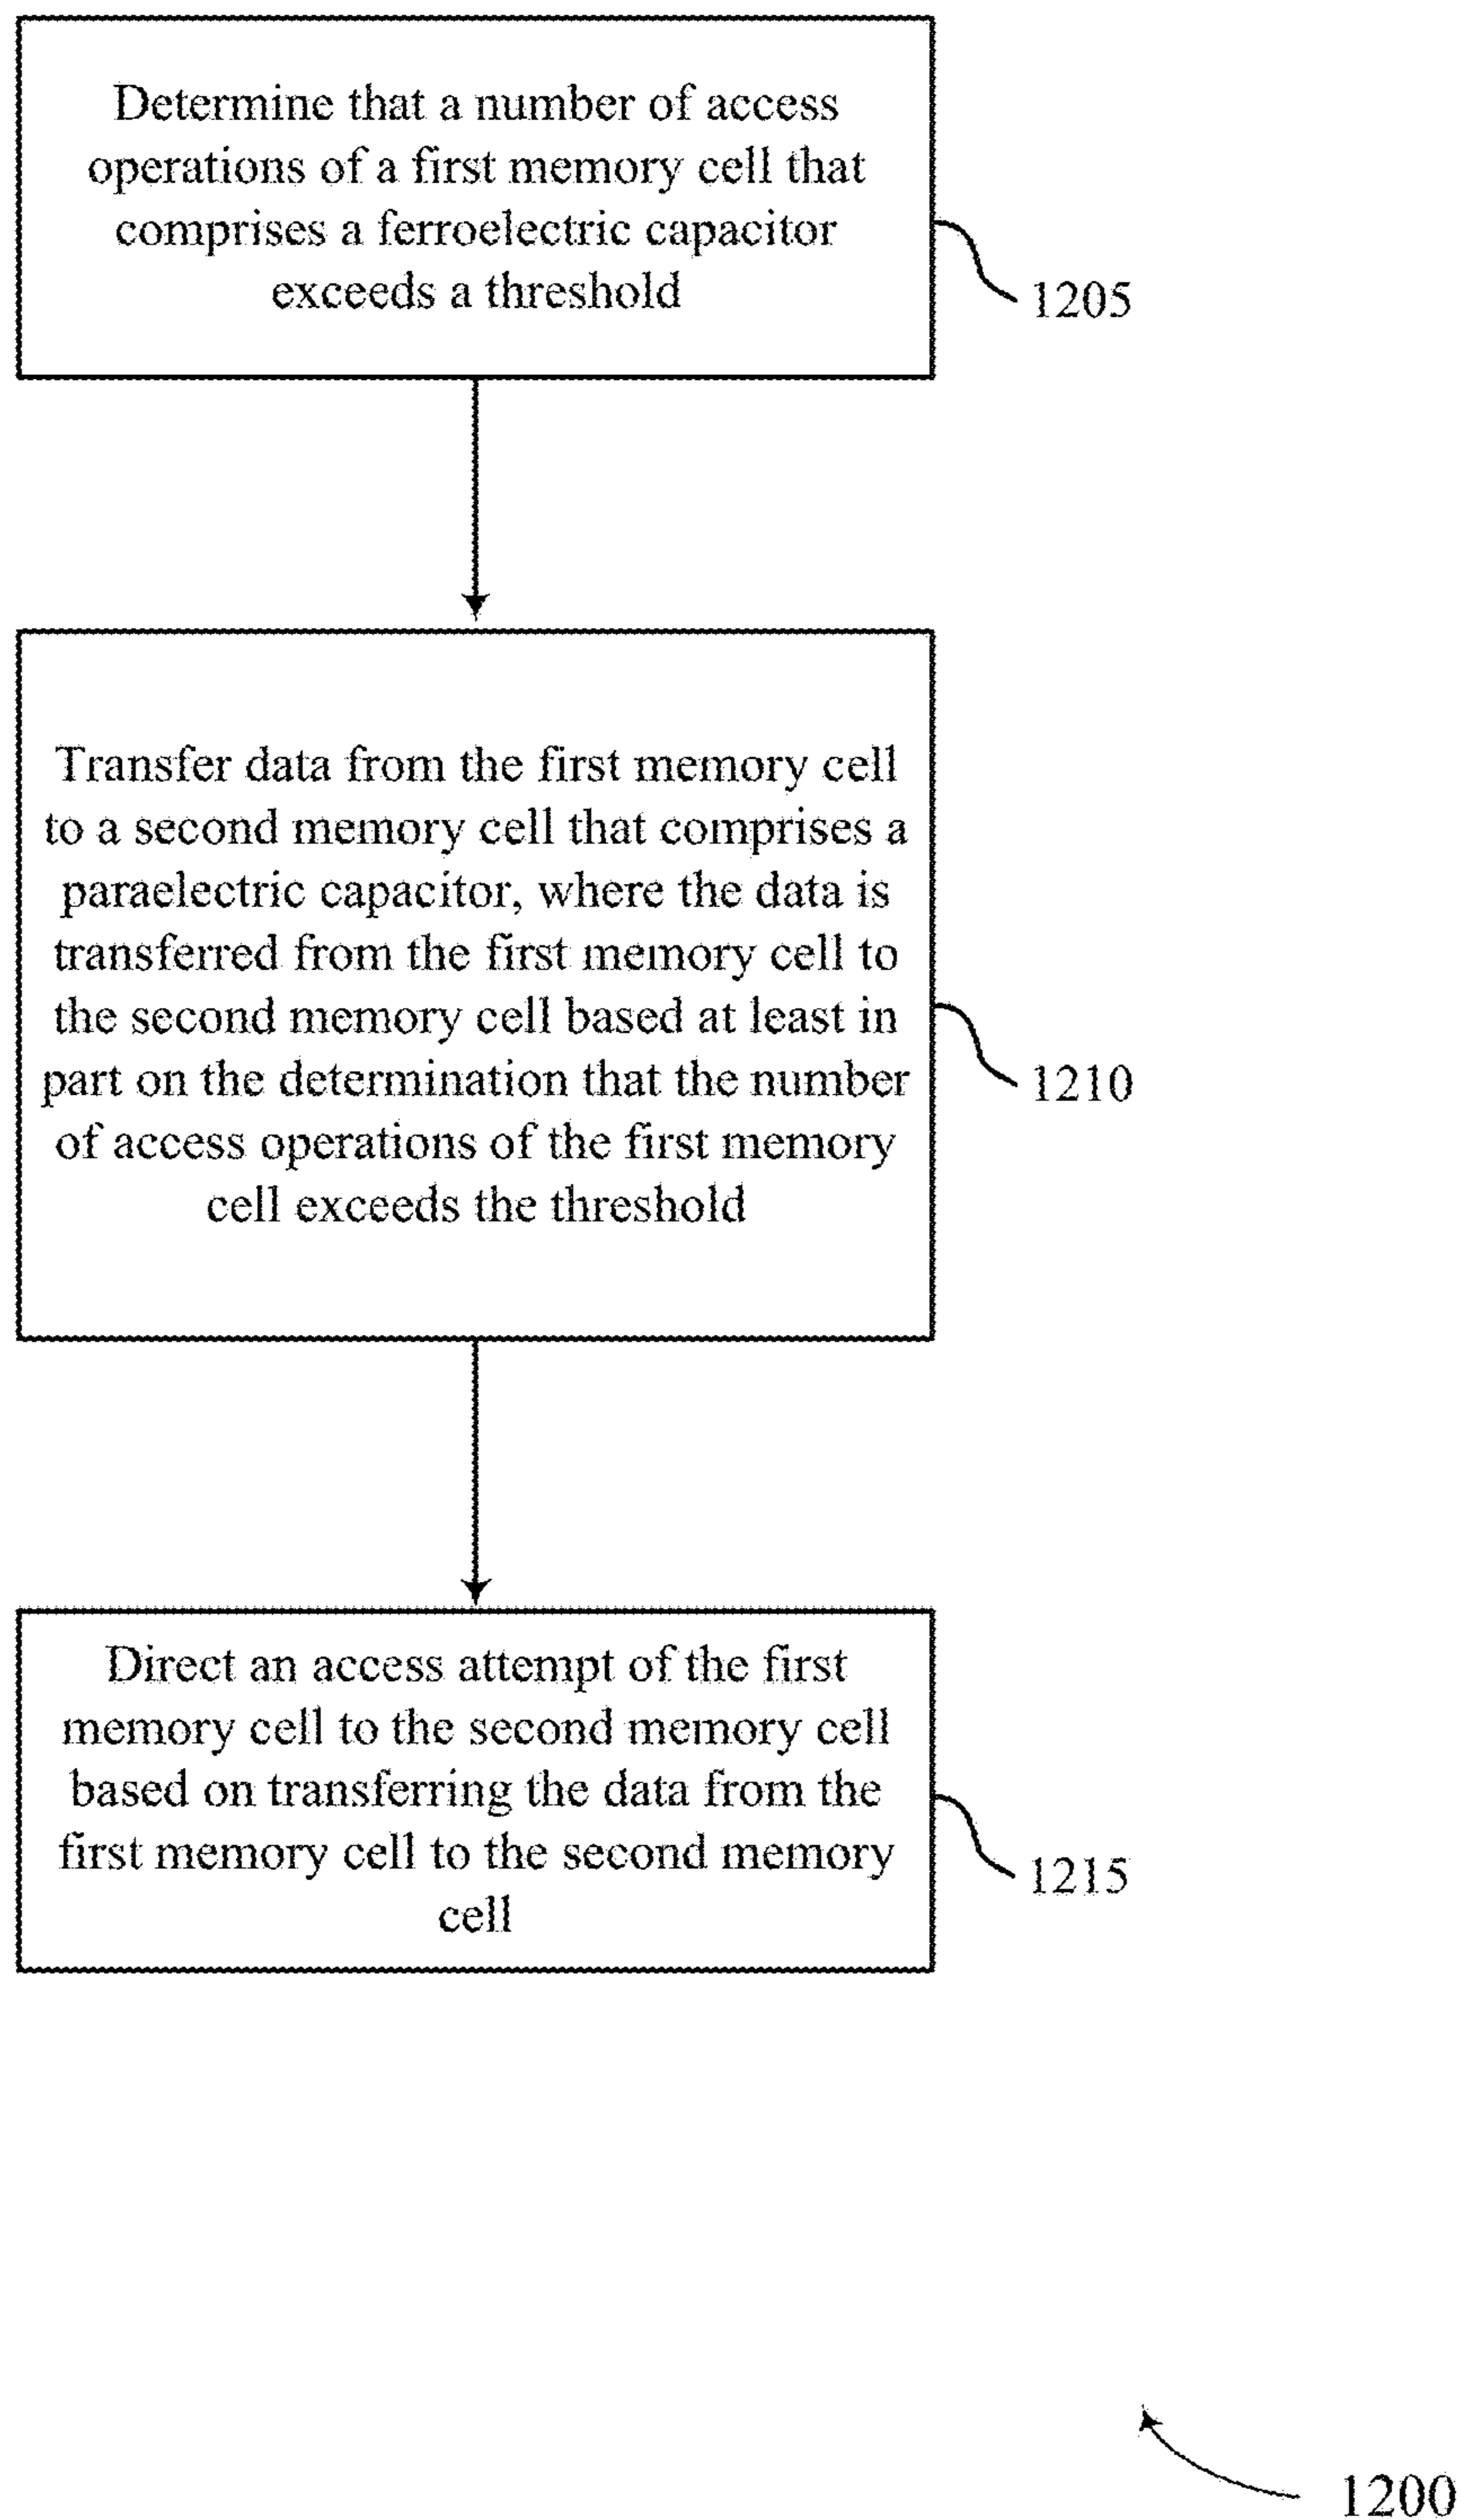 Determine that a number of access
operations of a first memory cell that
comprises a ferroelectric capacitor
exceeds a threshold
1205
Transfer data from the first memory cell
to a second memory cell that comprises a
paraelectric capacitor, where the data is
transferred from the first memory cell to
the second memory cell based at least in
part on the determination that the number
of access operations of the first memory
cell exceeds the threshold
1210
Direct an access attempt of the first
memory cell to the second memory cell
based on transferring the data from the
first memory cell to the second memory
cell
1215
1200